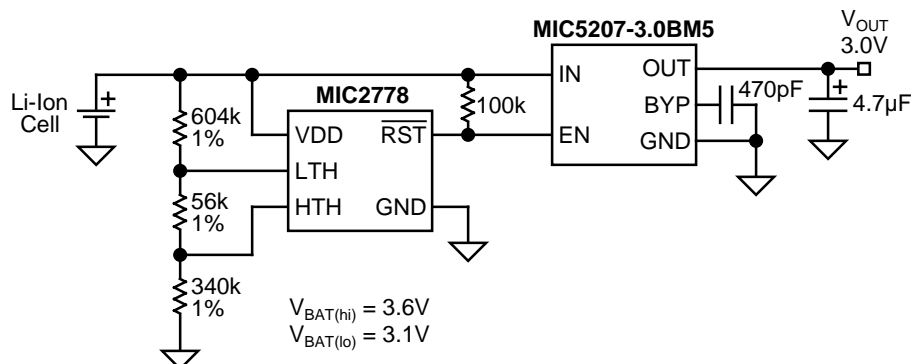 MIC5207-3.0BM5
V_OUT
3.0V
IN
OUT
470pF
MIC2778
100k
Li-Ion
Cell
604k
1%
VDD
RST
BYP
4.7µF
EN
GND
LTH
56k
1%
HTH
GND
340k
1%
V_BAT(hi) = 3.6V
V_BAT(lo) = 3.1V
+
+